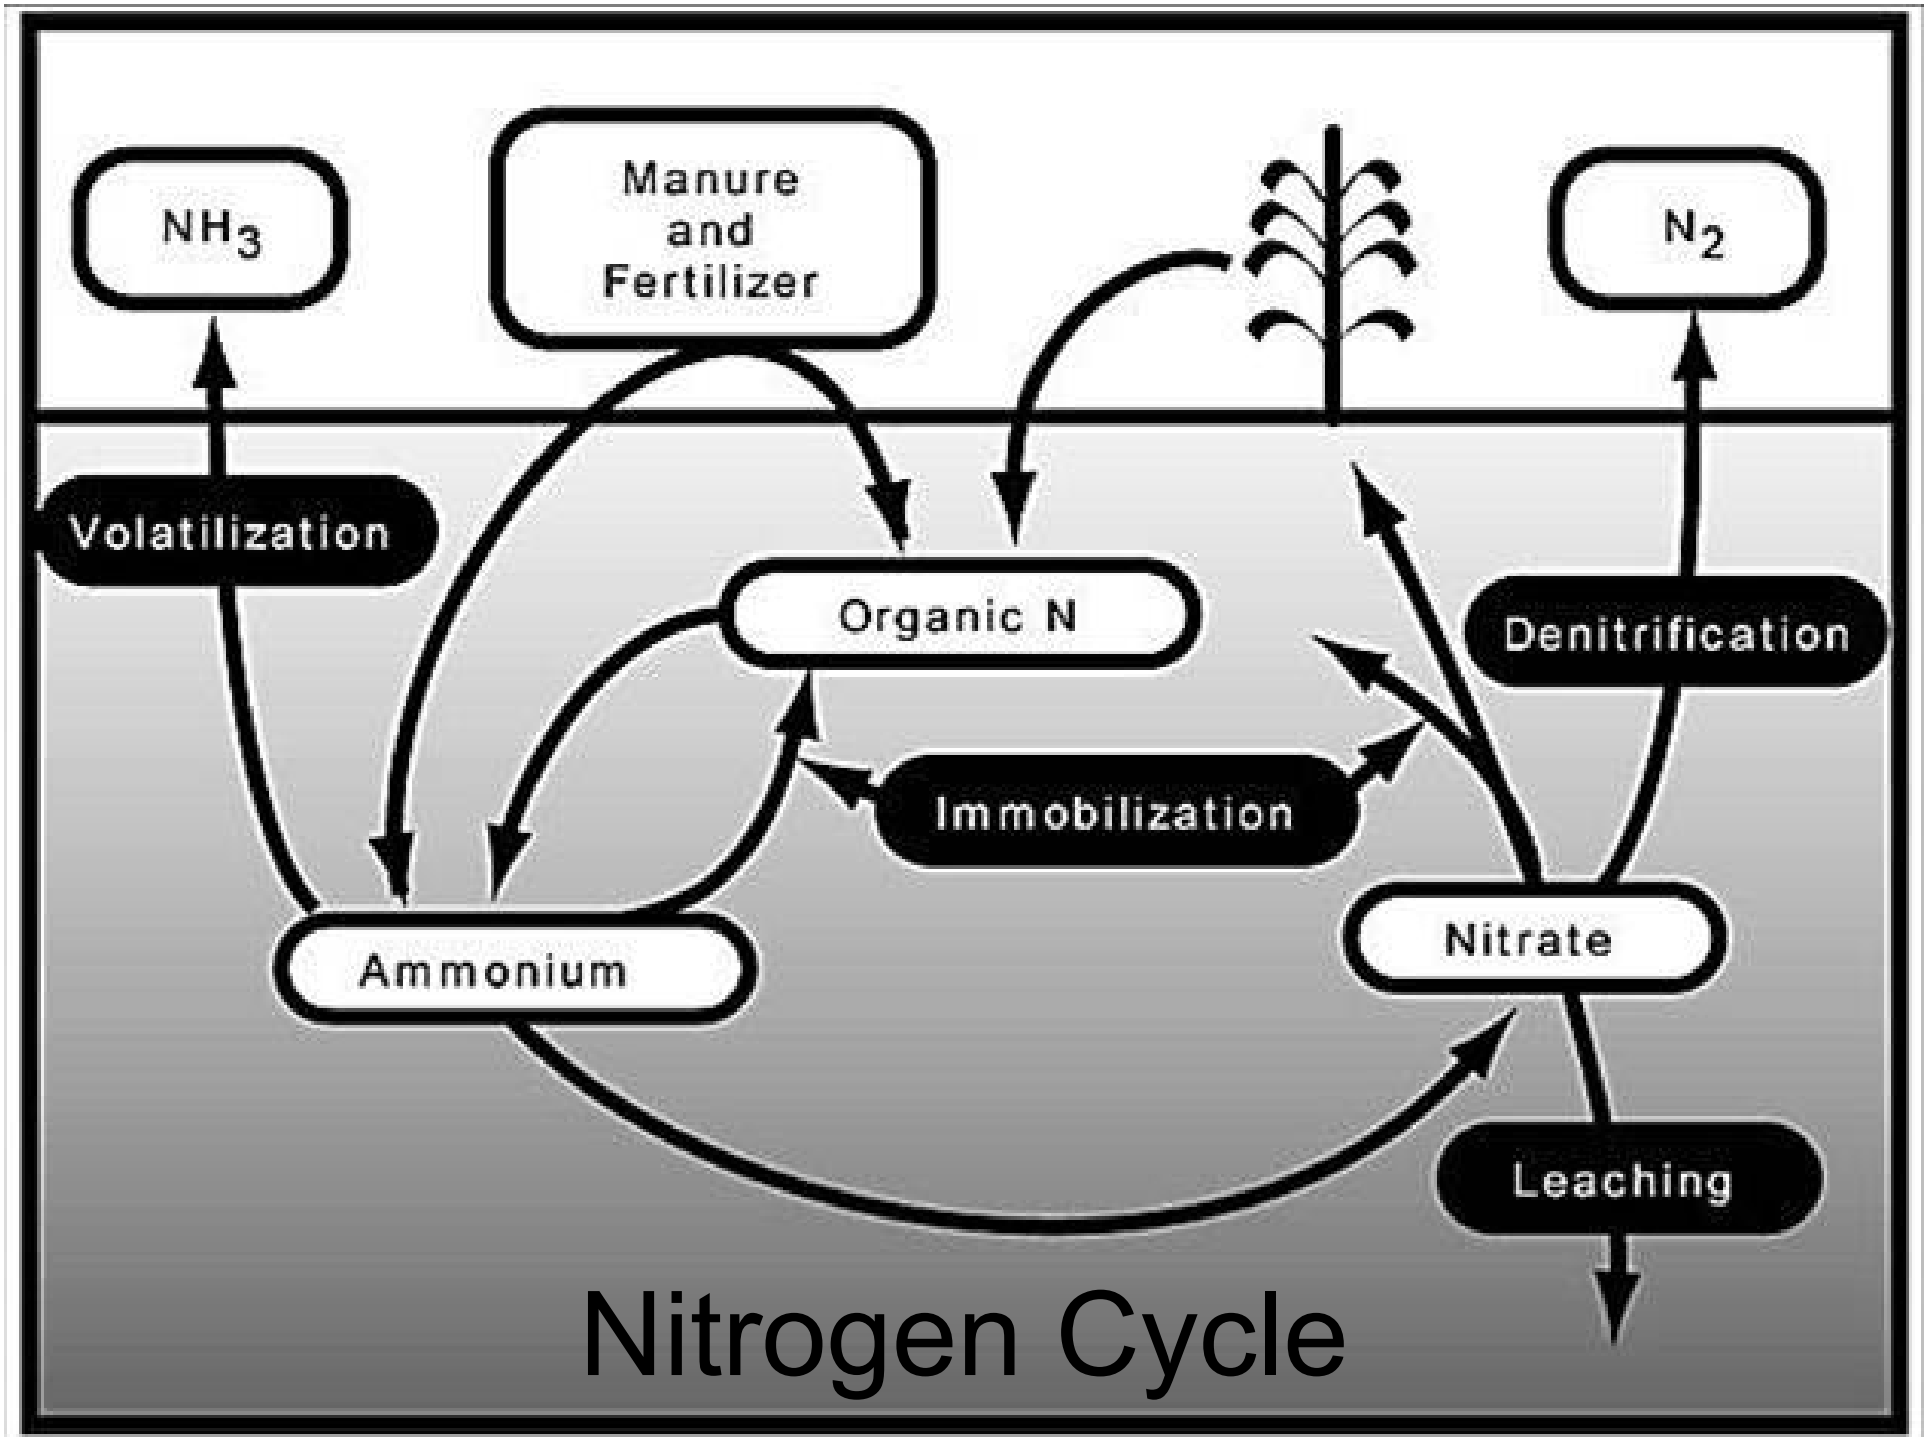 NH3
Manure
and
Fertilizer
N2
Volatilization
Organic N
Denitrification
Immobilization
Nitrate
Ammonium
Leaching
Nitrogen Cycle